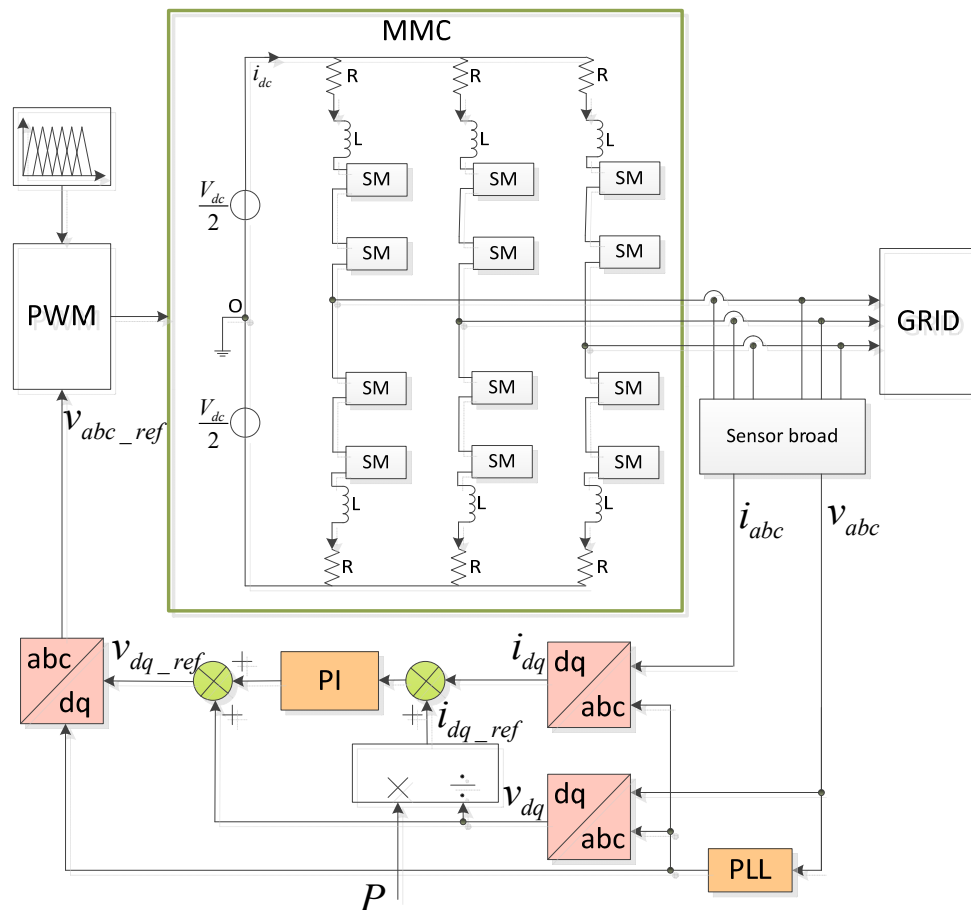 MMC
i_dc
R R R
L L L
SM SM SM
V_dc/2
SM SM SM
PWM
O
GRID
SM SM SM
v_abc_ref
V_dc/2
Sensor broad
SM SM SM
L L L
i_abc
v_abc
R R R
abc
dq
v_dq_ref
+
+
PI
+
i_dq_ref
i_dq
dq
abc
×
÷
v_dq
dq
abc
PLL
P